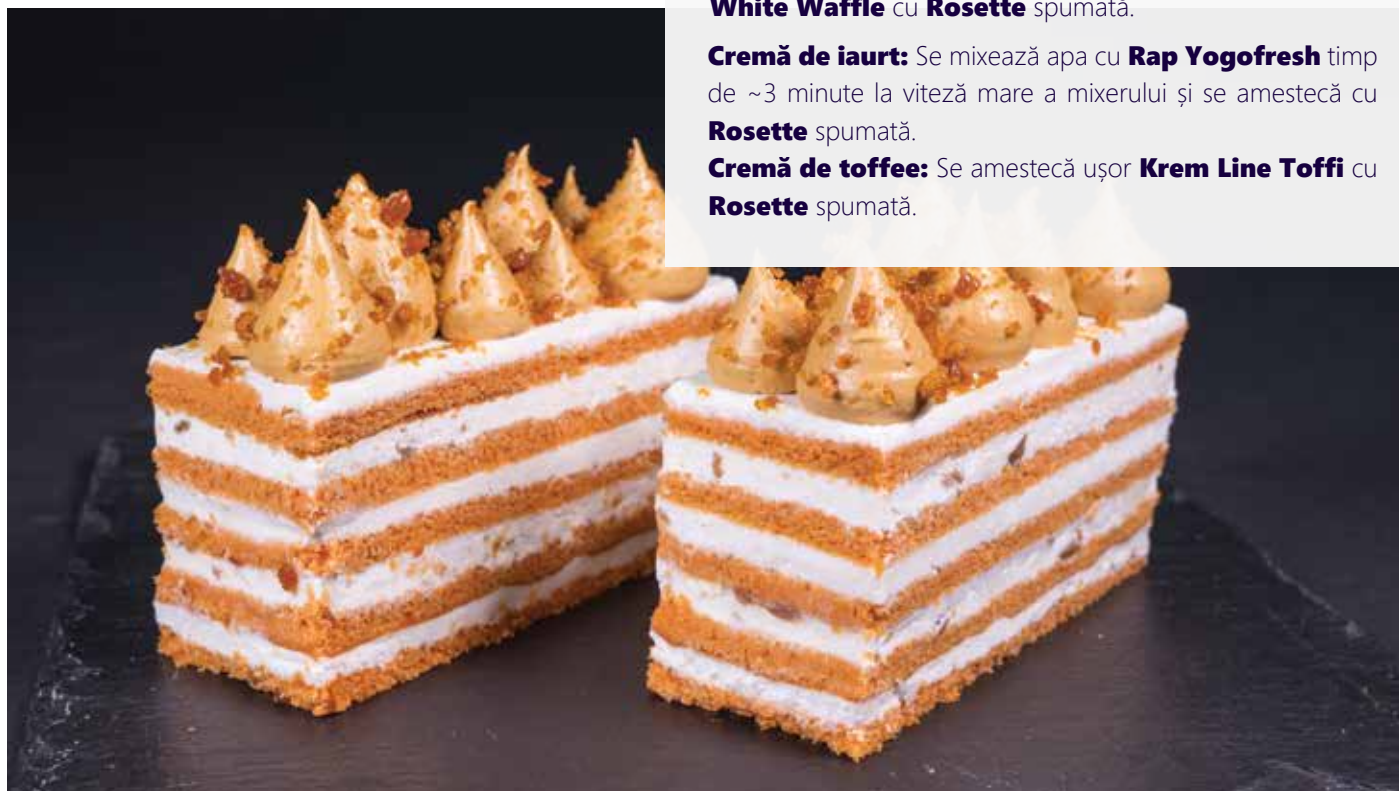 White Waffle cu Rosette spumată.
Cremă de iaurt: Se mixează apa cu Rap Yogofresh timp
de ~3 minute la viteză mare a mixerului și se amestecă cu
Rosette spumată.
Cremă de toffee: Se amestecă ușor Krem Line Toffi cu
Rosette spumată.